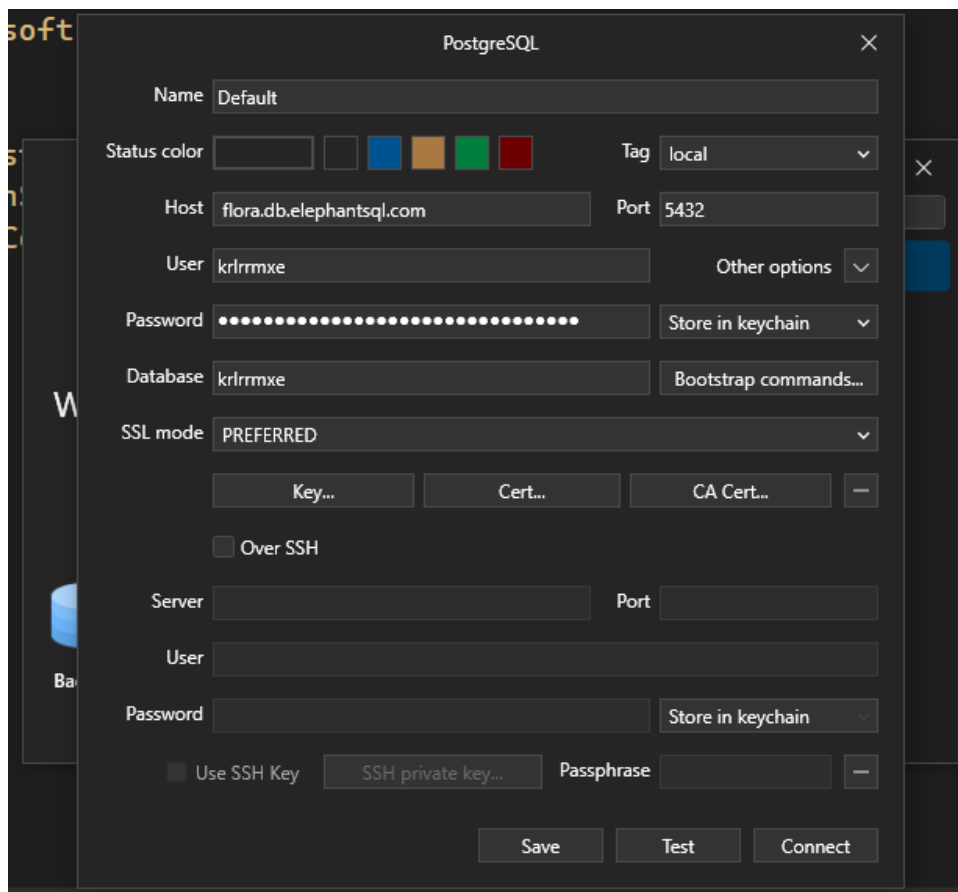 soft
PostgreSQL
Name Default
Status color Tag local
Host flora.db.elephantsql.com Port 5432
User krlrrmxe Other options
Password •••••••••••••••••••••••••••••••• Store in keychain
Database krlrrmxe Bootstrap commands...
W
SSL mode PREFERRED
Key... Cert... CA Cert...
Over SSH
Server Port
User
Ba
Password Store in keychain
Use SSH Key SSH private key... Passphrase
Save Test Connect